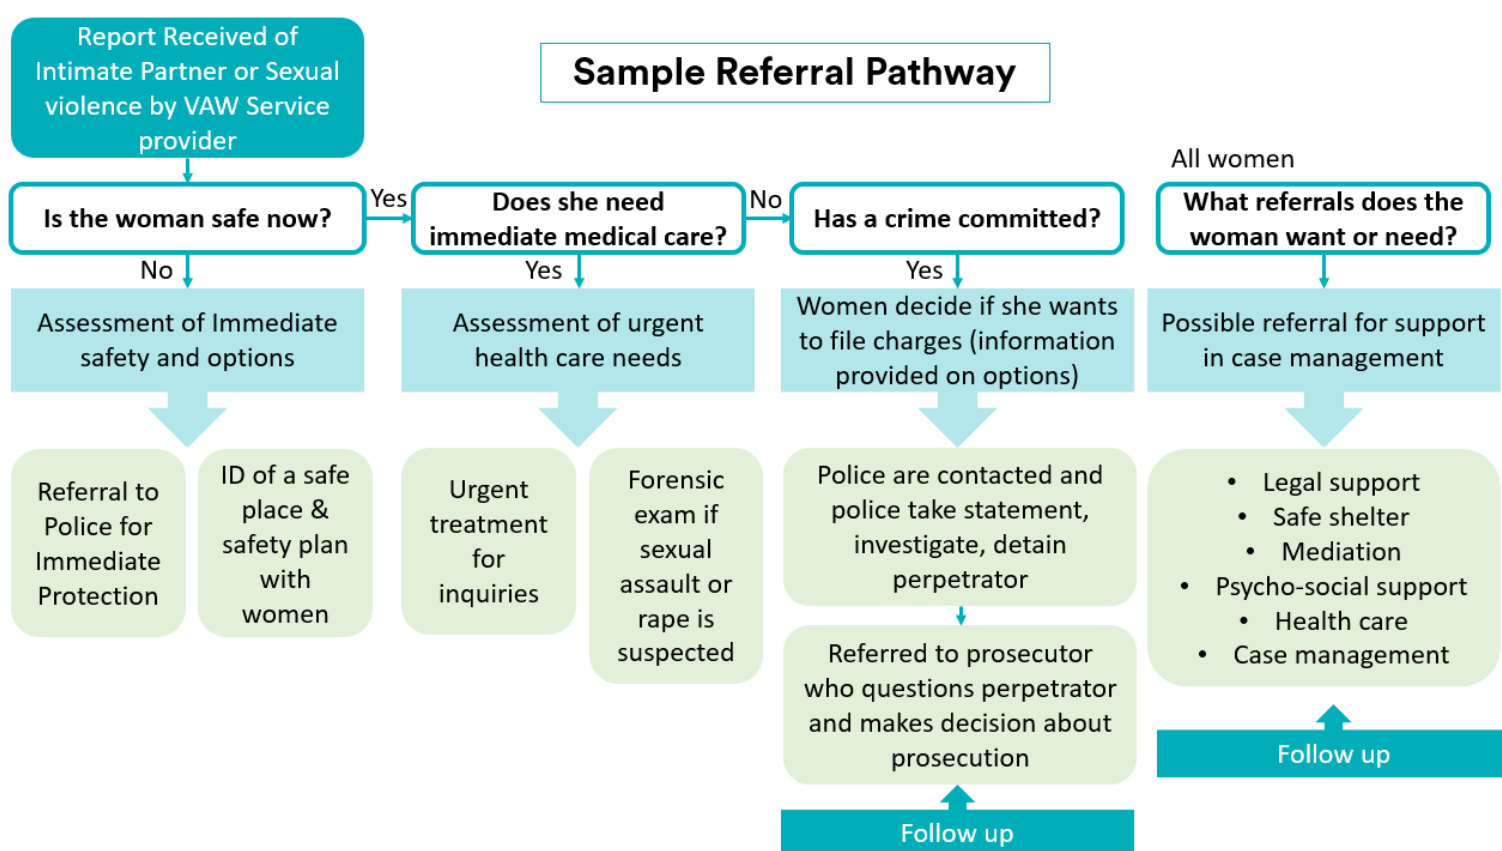 Report Received of
Intimate Partner or Sexual
violence by VAW Service
provider
Sample Referral Pathway
All women
Is the woman safe now?
Yes
Does she need
immediate medical care?
No
Has a crime committed?
What referrals does the
woman want or need?
No
Yes
Yes
Assessment of Immediate
safety and options
Assessment of urgent
health care needs
Women decide if she wants
to file charges (information
provided on options)
Possible referral for support
in case management
Referral to
Police for
Immediate
Protection
ID of a safe
place &
safety plan
with
women
Urgent
treatment
for
inquiries
Forensic
exam if
sexual
assault or
rape is
suspected
Police are contacted and
police take statement,
investigate, detain
perpetrator
Referred to prosecutor
who questions perpetrator
and makes decision about
prosecution
Follow up
• Legal support
• Safe shelter
• Mediation
• Psycho-social support
• Health care
• Case management
Follow up